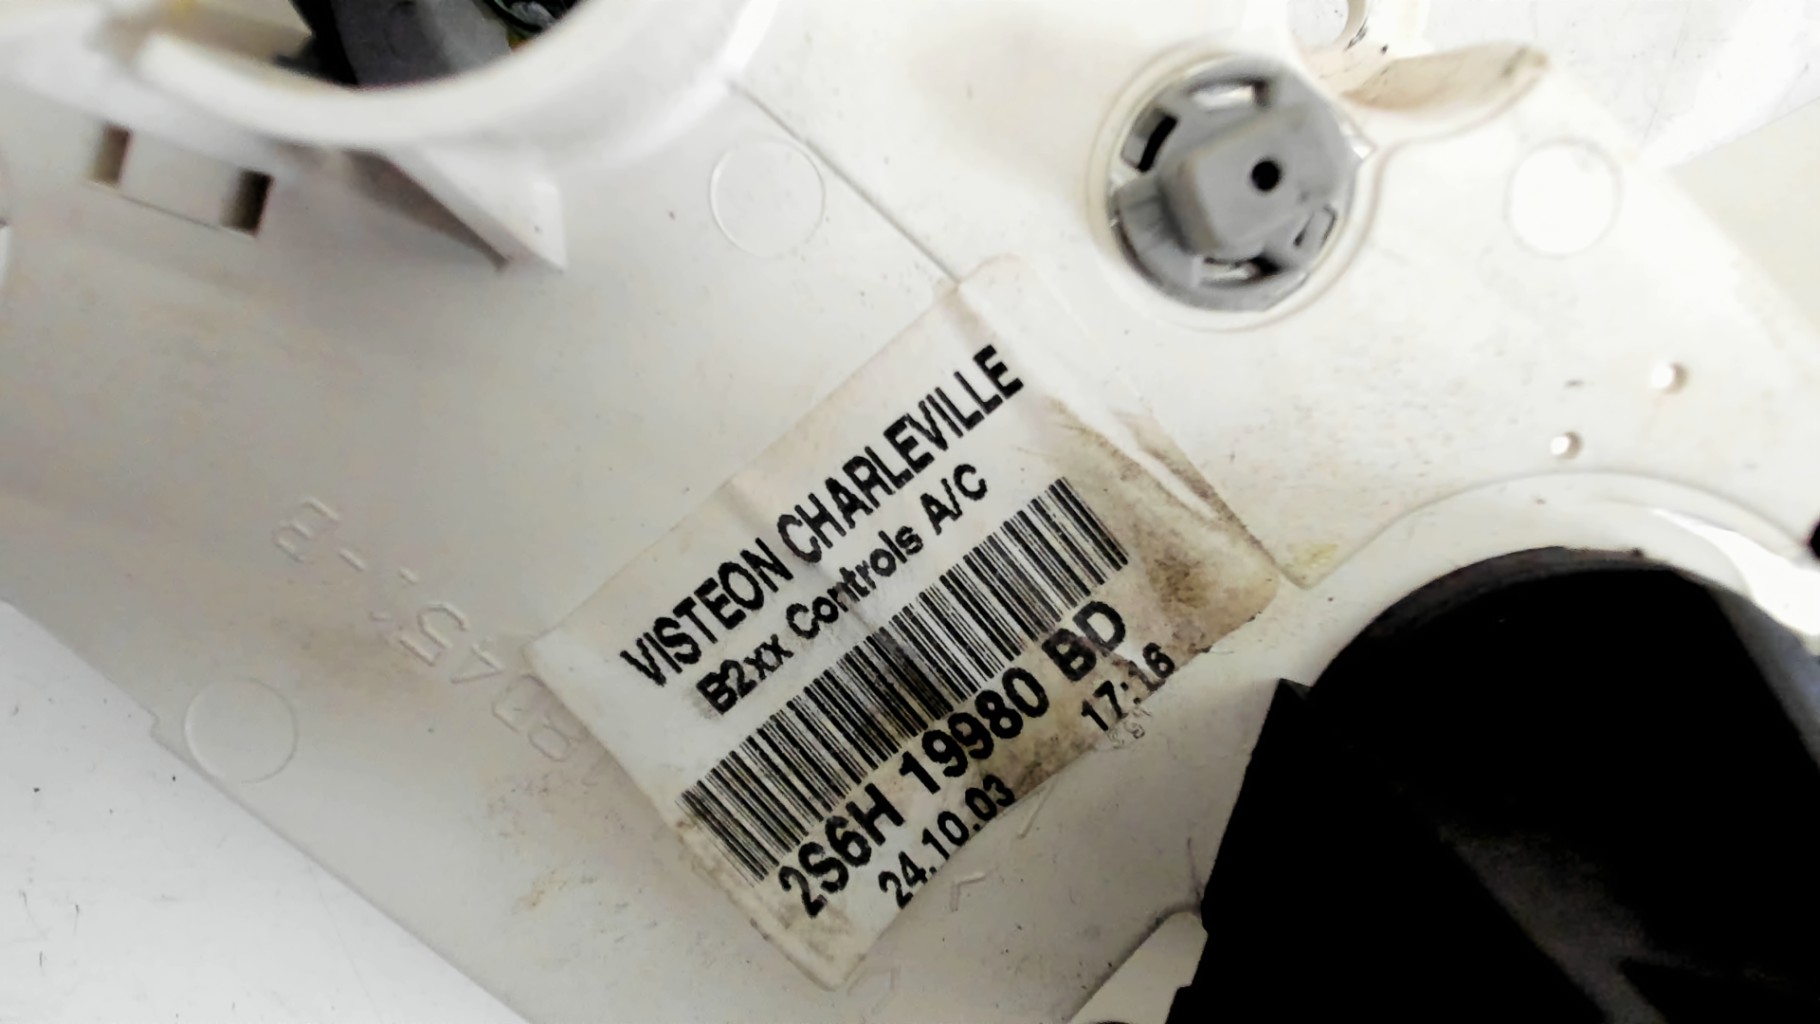 VISTEON CHARLEVILLE
B2xx Controls A/C
2S6H 19980 BD
24.10.03 17:16